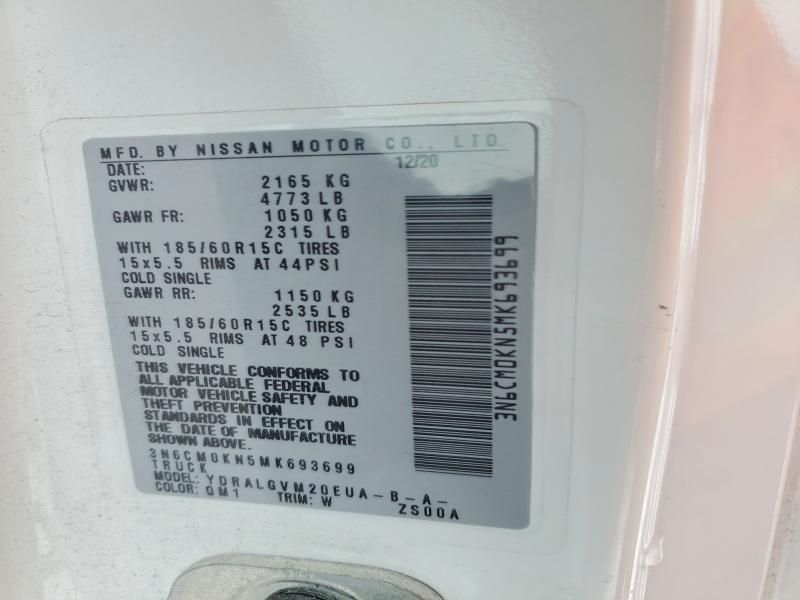 MFD. BY NISSAN MOTOR CO., LTD.
DATE: 12/20
GVWR: 2165 KG
4773 LB
GAWR FR: 1050 KG
2315 LB
WITH 185/60R15C TIRES
15x5.5 RIMS AT 44PSI
COLD SINGLE
GAWR RR: 1150 KG
2535 LB
WITH 185/60R15C TIRES
15x5.5 RIMS AT 48 PSI
COLD SINGLE
THIS VEHICLE CONFORMS TO
ALL APPLICABLE FEDERAL
MOTOR VEHICLE SAFETY AND
THEFT PREVENTION
STANDARDS IN EFFECT ON
THE DATE OF MANUFACTURE
SHOWN ABOVE.
3N6CM0KN5MK693699
TRUCK
MODEL: YDRALGVM20EUA-B-A-
COLOR: QM1 TRIM: W ZS00A
3N6CM0KN5MK693699